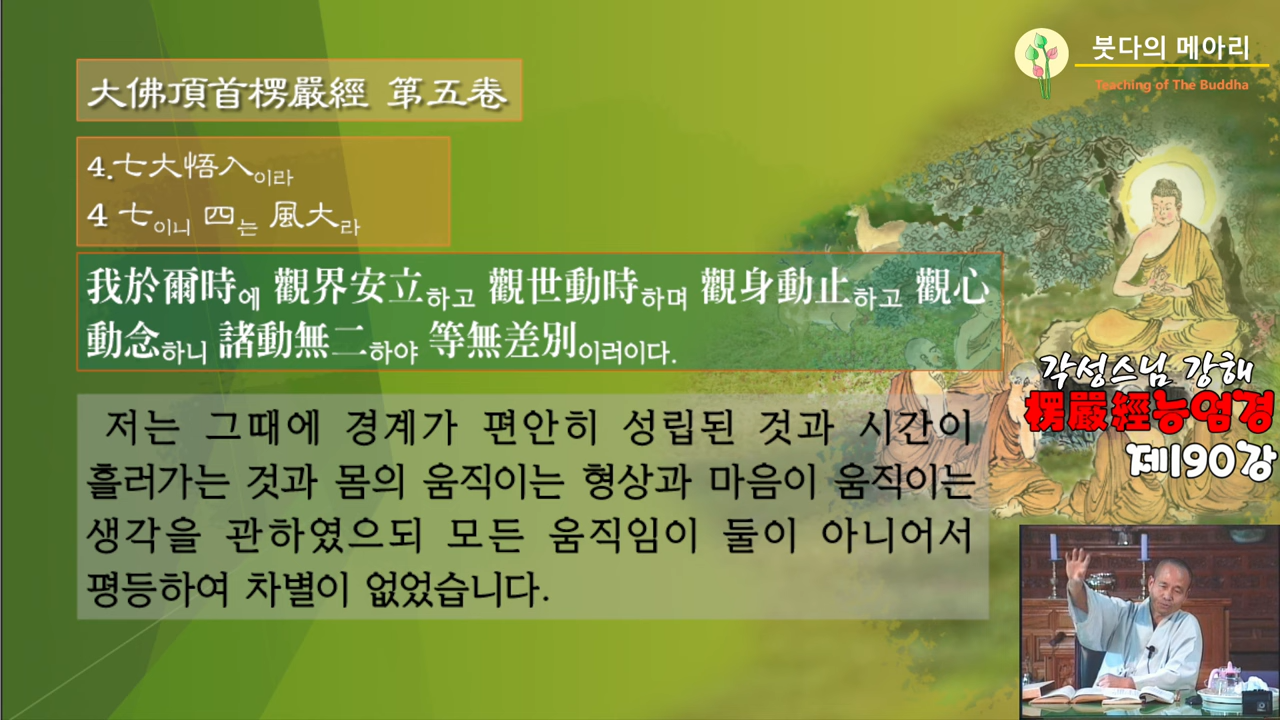 붓다의 메아리
Teaching of The Buddha
大佛頂首楞嚴經 第五卷
4.七大悟入이라
4 七이니 四는 風大라
我於爾時에 觀界安立하고 觀世動時하며 觀身動止하고 觀心
動念하니 諸動無二하야 等無差別이러이다.
저는 그때에 경계가 편안히 성립된 것과 시간이
흘러가는 것과 몸의 움직이는 형상과 마음이 움직이는
생각을 관하였으되 모든 움직임이 둘이 아니어서
평등하여 차별이 없었습니다.
각성스님 강해
楞嚴經능엄경
제190강